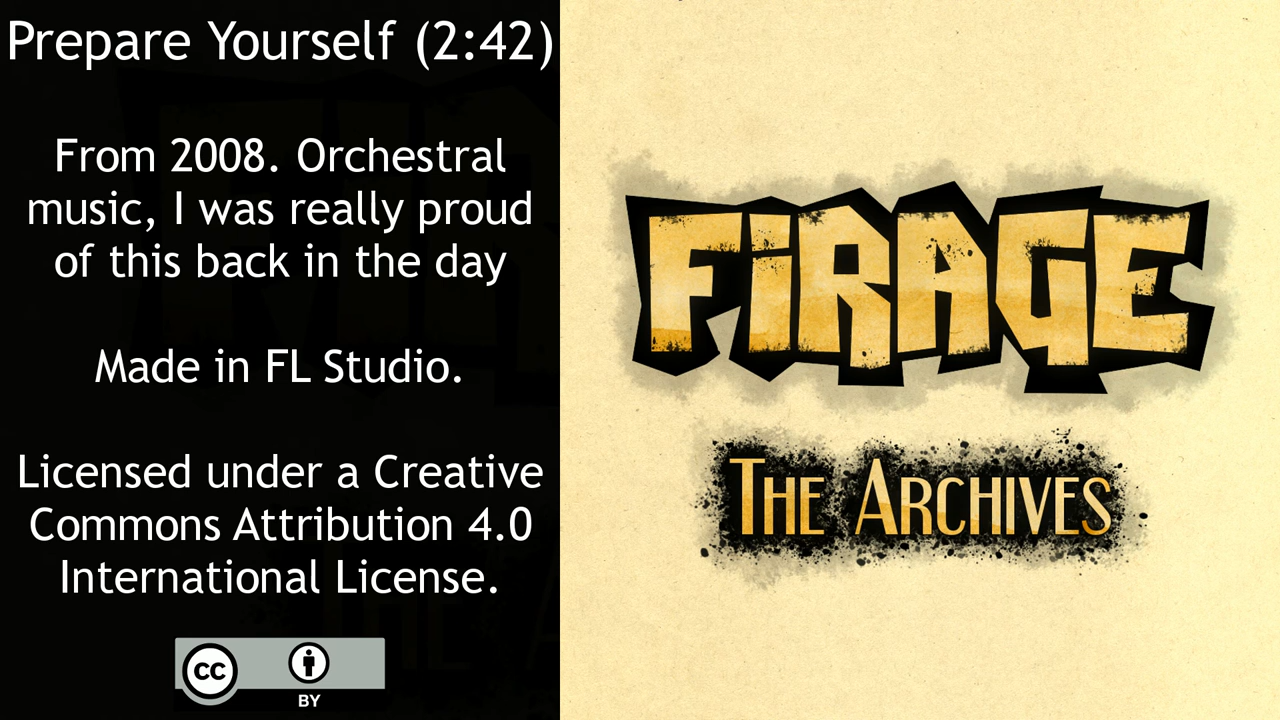 Prepare Yourself (2:42)
From 2008. Orchestral
music, I was really proud
of this back in the day
Made in FL Studio.
Licensed under a Creative
Commons Attribution 4.0
International License.
CC
BY
FiRAGE
THE ARCHIVES